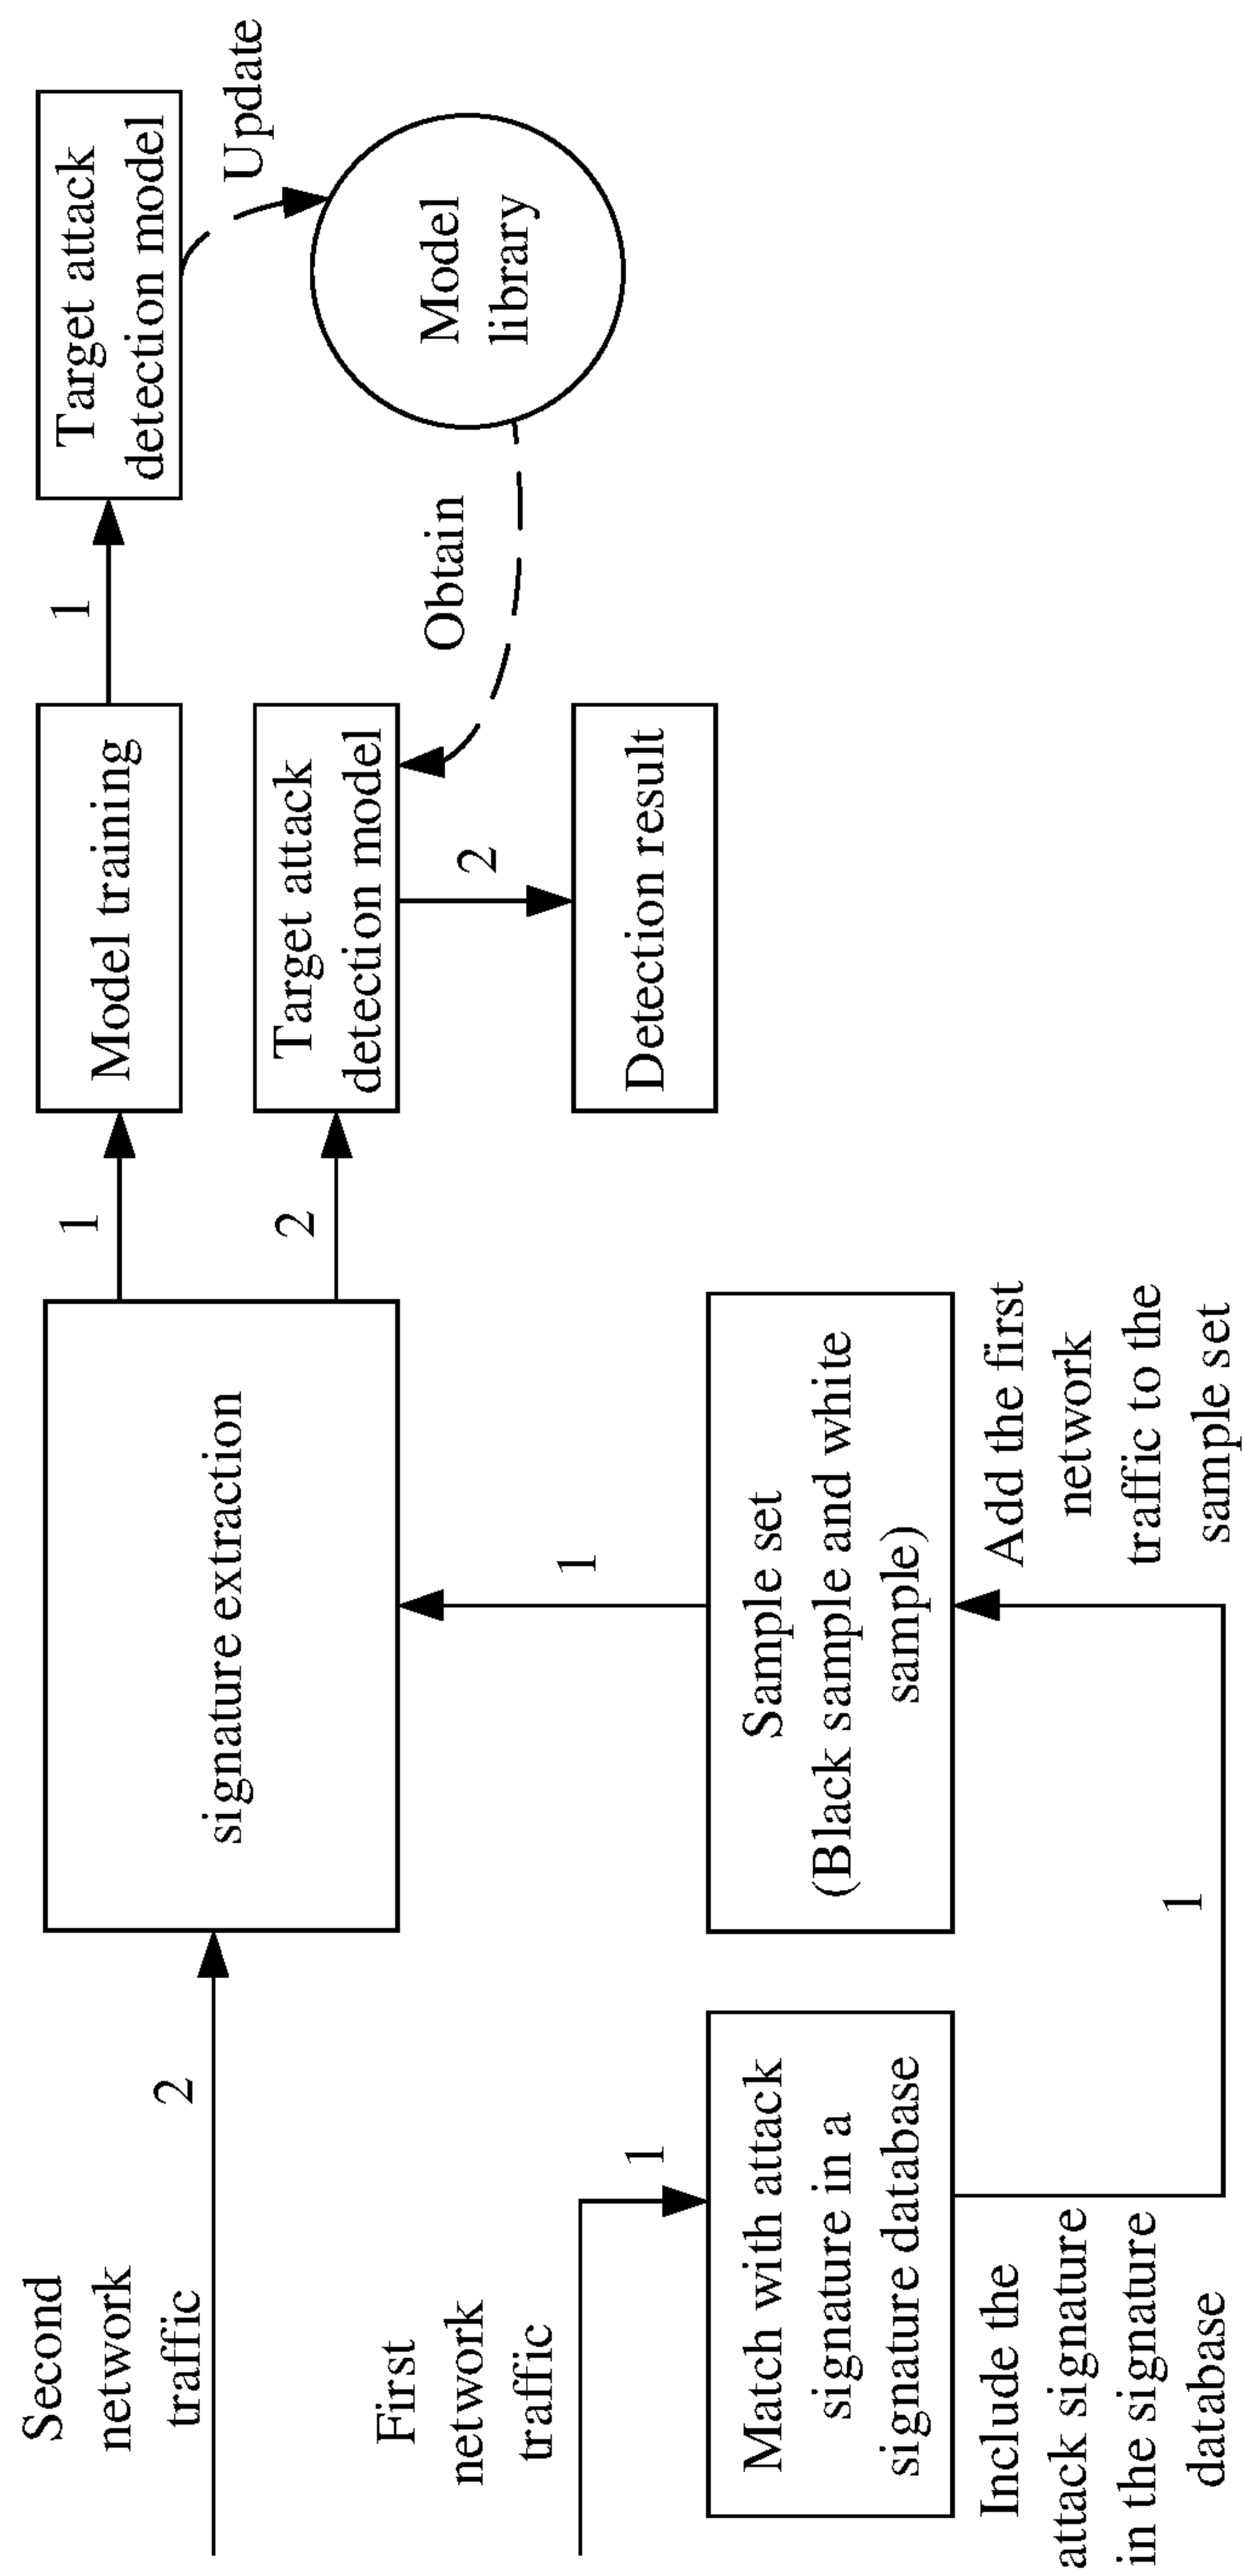 Second
network
traffic
2
signature extraction
1
Model training
1
Target attack
detection model
Update
Model
library
Obtain
2
Target attack
detection model
2
Detection result
First
network
traffic
1
Match with attack
signature in a
signature database
Include the
attack signature
in the signature
database
1
Add the first
network
traffic to the
sample set
Sample set
(Black sample and white
sample)
1